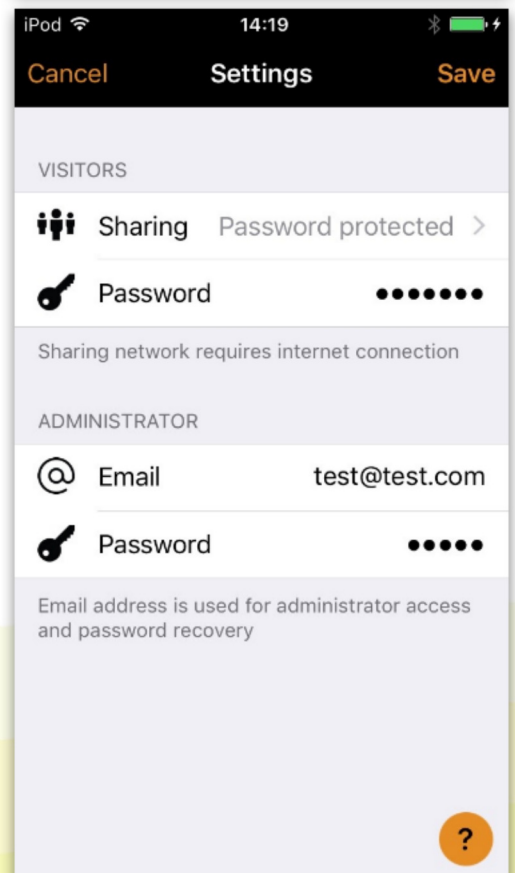 iPod 14:19
Cancel Settings Save
VISITORS
Sharing Password protected
Password •••••••
Sharing network requires internet connection
ADMINISTRATOR
@ Email test@test.com
Password •••••
Email address is used for administrator access
and password recovery
?